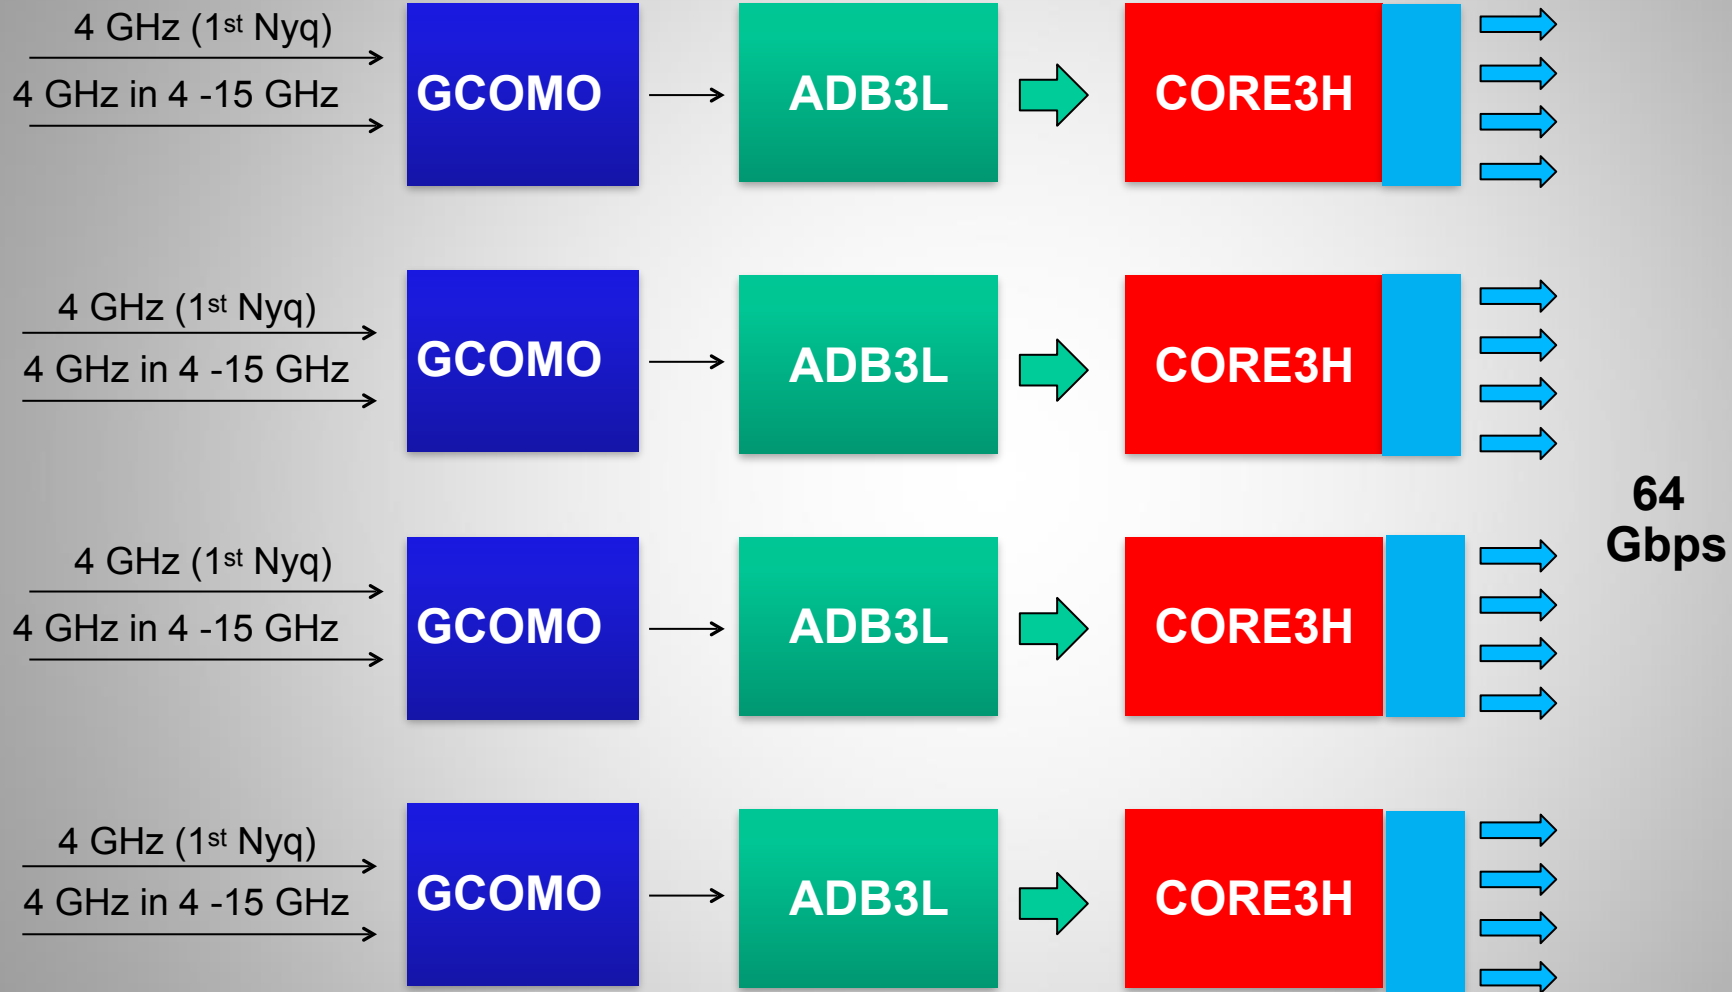 4 GHz (1st Nyq)
4 GHz in 4 -15 GHz
GCOMO
ADB3L
CORE3H
4 GHz (1st Nyq)
4 GHz in 4 -15 GHz
GCOMO
ADB3L
CORE3H
64
Gbps
4 GHz (1st Nyq)
4 GHz in 4 -15 GHz
GCOMO
ADB3L
CORE3H
4 GHz (1st Nyq)
4 GHz in 4 -15 GHz
GCOMO
ADB3L
CORE3H